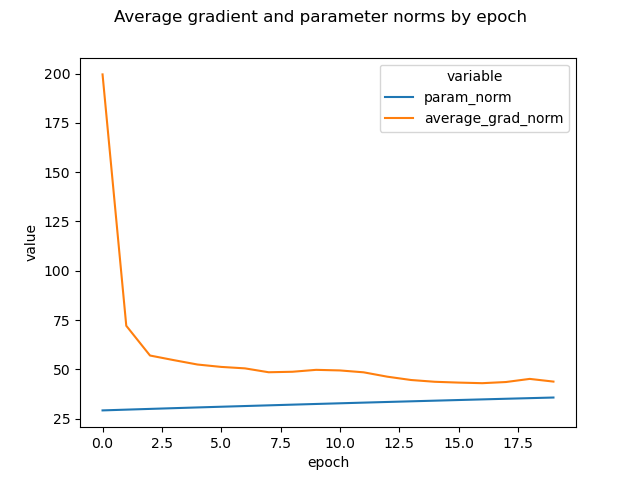 Average gradient and parameter norms by epoch
variable
param_norm
average_grad_norm
200
175
150
125
100
75
50
25
value
0.0 2.5 5.0 7.5 10.0 12.5 15.0 17.5
epoch